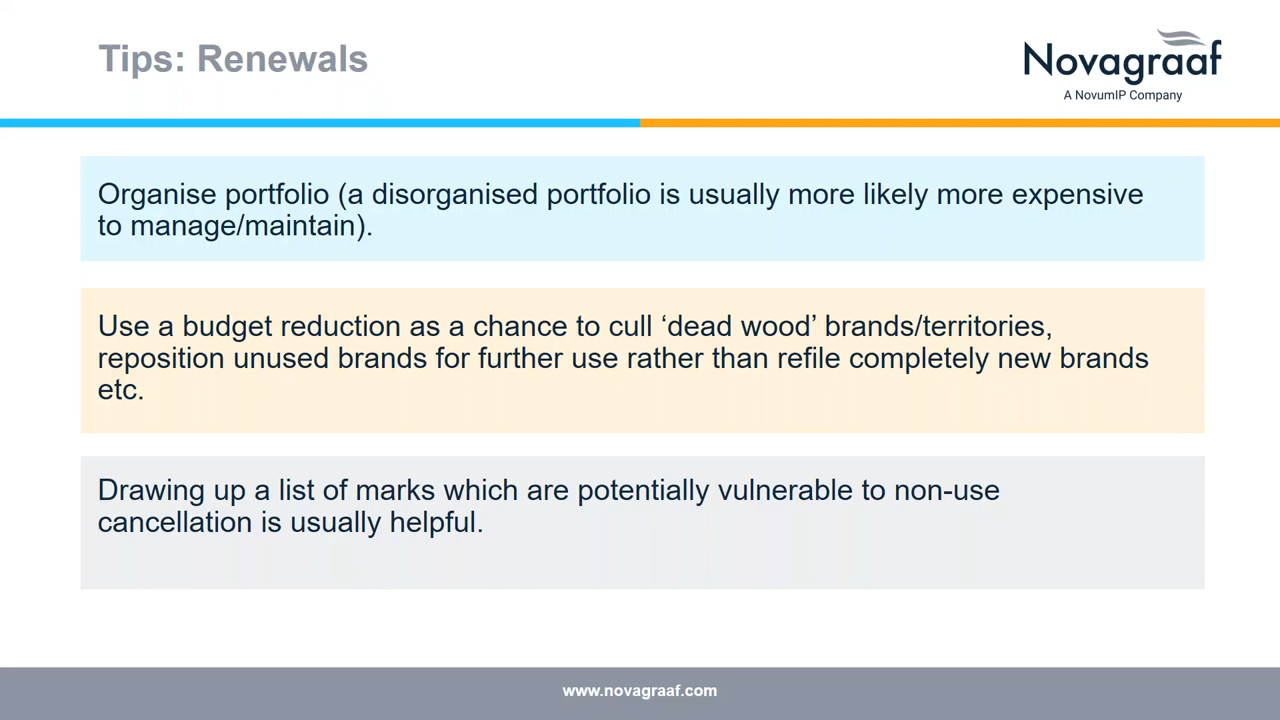 Tips: Renewals
Novagraaf
A NovumIP Company
Organise portfolio (a disorganised portfolio is usually more likely more expensive
to manage/maintain).
Use a budget reduction as a chance to cull ‘dead wood’ brands/territories,
reposition unused brands for further use rather than refile completely new brands
etc.
Drawing up a list of marks which are potentially vulnerable to non-use
cancellation is usually helpful.
www.novagraaf.com